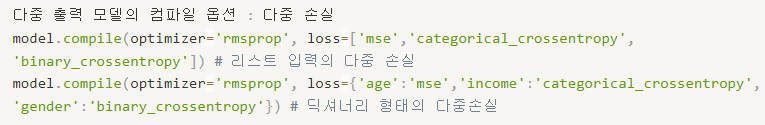 다중 출력 모델의 컴파일 옵션 : 다중 손실
model.compile(optimizer='rmsprop', loss=['mse','categorical_crossentropy',
'binary_crossentropy']) # 리스트 입력의 다중 손실
model.compile(optimizer='rmsprop', loss={'age':'mse','income':'categorical_crossentropy',
'gender':'binary_crossentropy'}) # 딕셔너리 형태의 다중손실